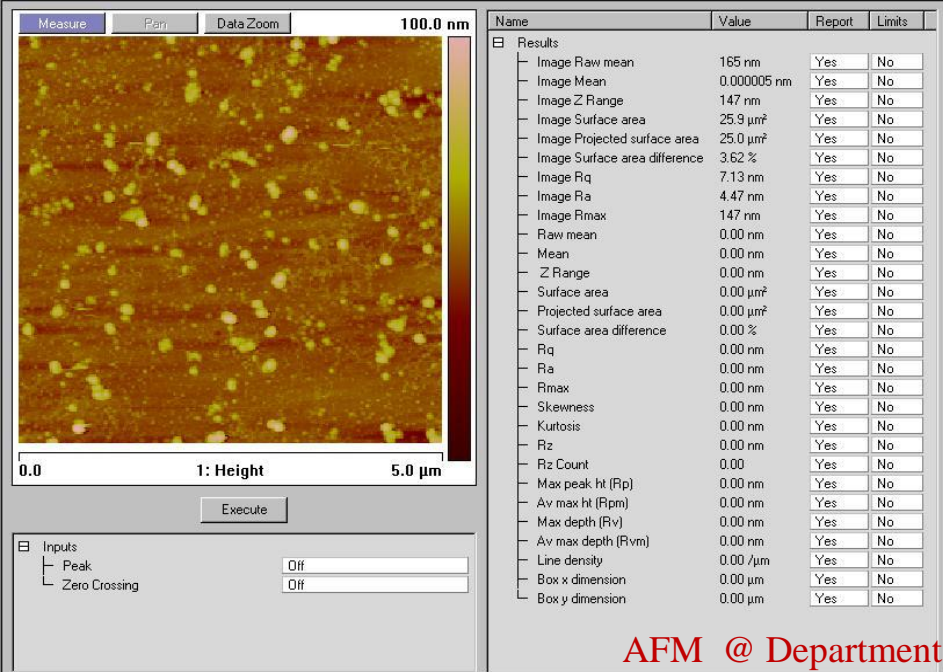 Measure Pan Data Zoom 100.0 nm
0.0 1: Height 5.0 µm
Execute
Inputs
Peak Off
Zero Crossing Off
Name Value Report Limits
Results
Image Raw mean 165 nm Yes No
Image Mean 0.000005 nm Yes No
Image Z Range 147 nm Yes No
Image Surface area 25.9 µm² Yes No
Image Projected surface area 25.0 µm² Yes No
Image Surface area difference 3.62 % Yes No
Image Rq 7.13 nm Yes No
Image Ra 4.47 nm Yes No
Image Rmax 147 nm Yes No
Raw mean 0.00 nm Yes No
Mean 0.00 nm Yes No
Z Range 0.00 nm Yes No
Surface area 0.00 µm² Yes No
Projected surface area 0.00 µm² Yes No
Surface area difference 0.00 % Yes No
Rq 0.00 nm Yes No
Ra 0.00 nm Yes No
Rmax 0.00 nm Yes No
Skewness 0.00 nm Yes No
Kurtosis 0.00 nm Yes No
Rz 0.00 nm Yes No
Rz Count 0.00 Yes No
Max peak ht (Rp) 0.00 nm Yes No
Av max ht (Rpm) 0.00 nm Yes No
Max depth (Rv) 0.00 nm Yes No
Av max depth (Rvm) 0.00 nm Yes No
Line density 0.00 /µm Yes No
Box x dimension 0.00 µm Yes No
Box y dimension 0.00 µm Yes No
AFM @ Department